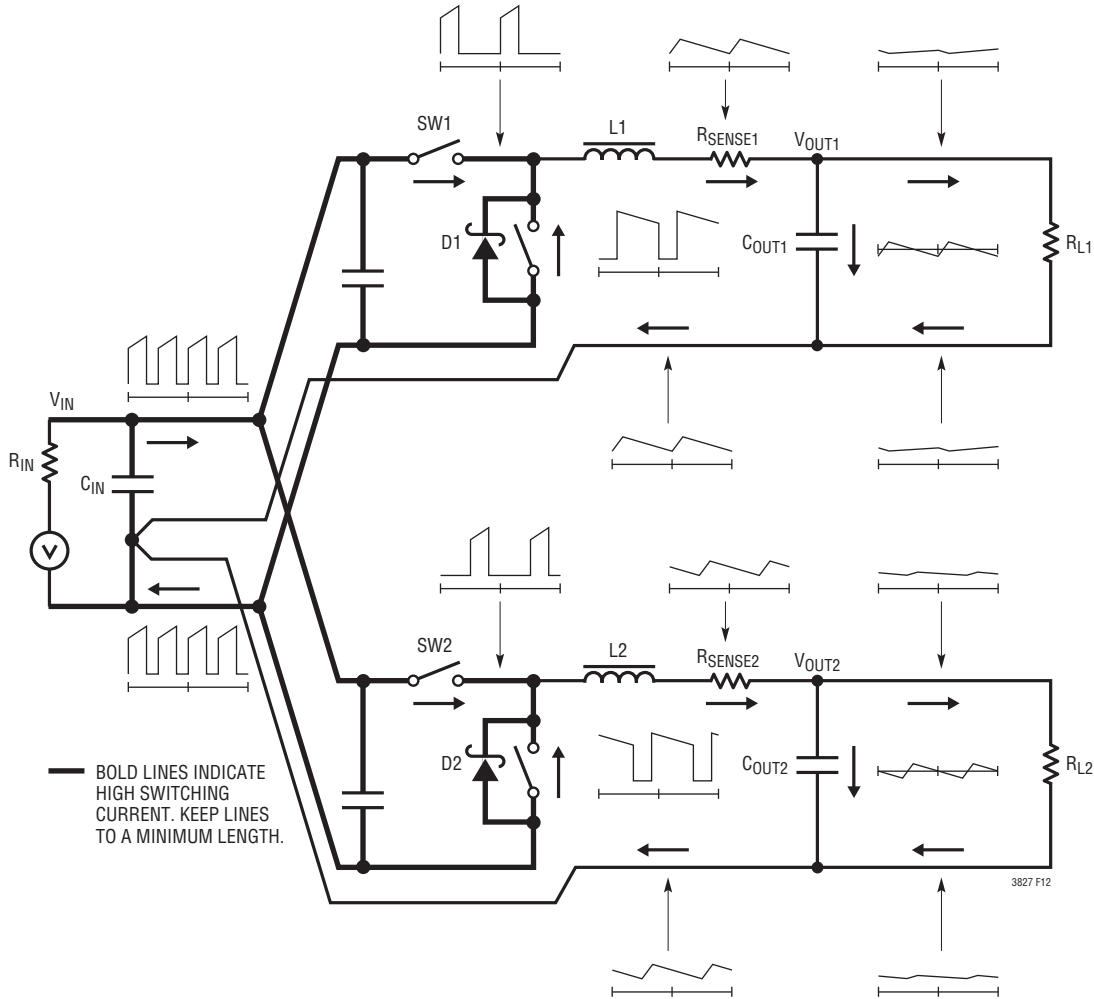 SW1
L1
RSENSE1
VOUT1
D1
COUT1
RL1
VIN
RIN
CIN
V
SW2
L2
RSENSE2
VOUT2
D2
COUT2
RL2
BOLD LINES INDICATE
HIGH SWITCHING
CURRENT. KEEP LINES
TO A MINIMUM LENGTH.
3827 F12